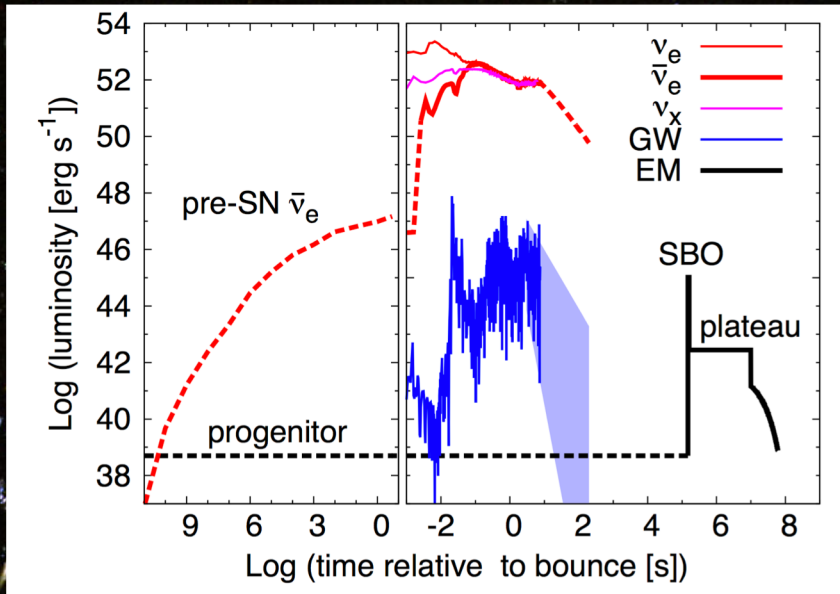 54
52
50
48
46
44
42
40
38
Log (luminosity [erg s⁻¹])
νₑ
ν̄ₑ
νₓ
GW
EM
pre-SN ν̄ₑ
SBO
plateau
progenitor
9 6 3 0 -2 0 2 4 6 8
Log (time relative to bounce [s])